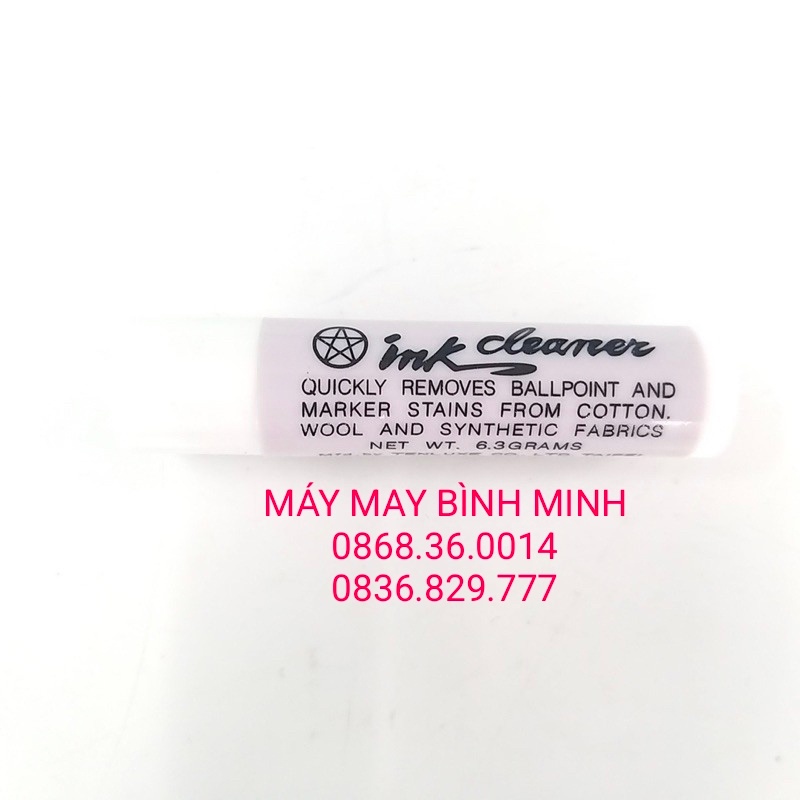 ink cleaner
QUICKLY REMOVES BALLPOINT AND
MARKER STAINS FROM COTTON.
WOOL AND SYNTHETIC FABRICS
NET WT. 6.3GRAMS
MÁY MAY BÌNH MINH
0868.36.0014
0836.829.777